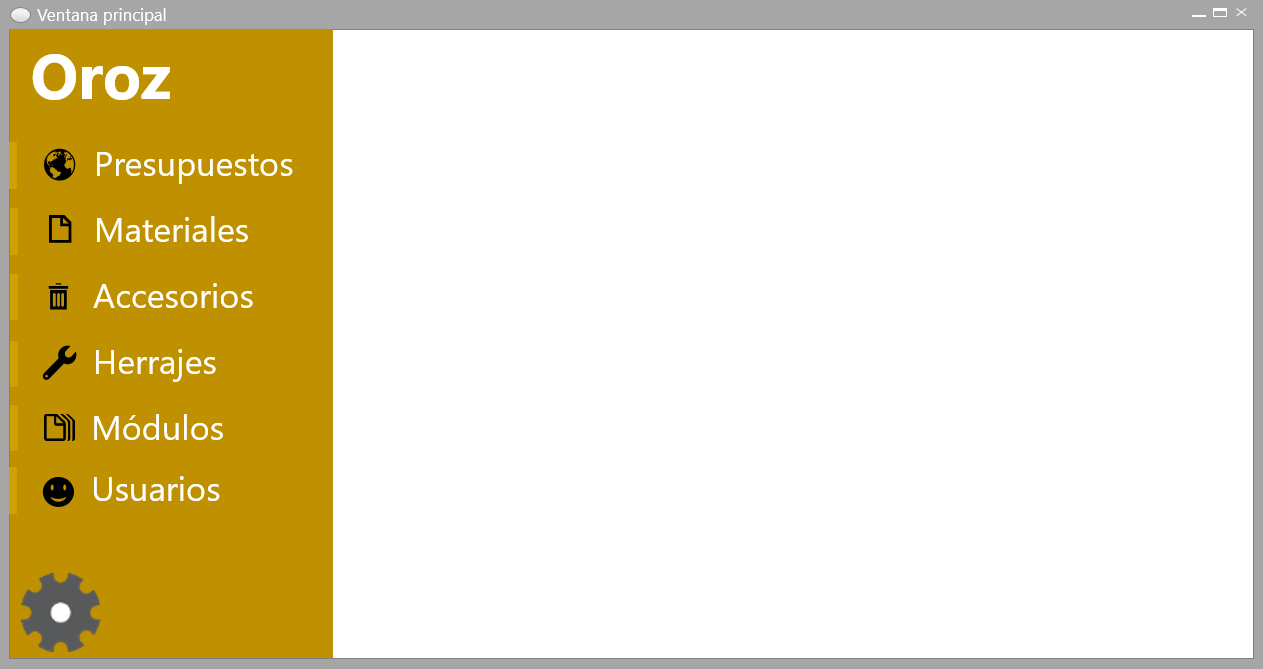 Ventana principal
Oroz
Presupuestos
Materiales
Accesorios
Herrajes
Módulos
Usuarios